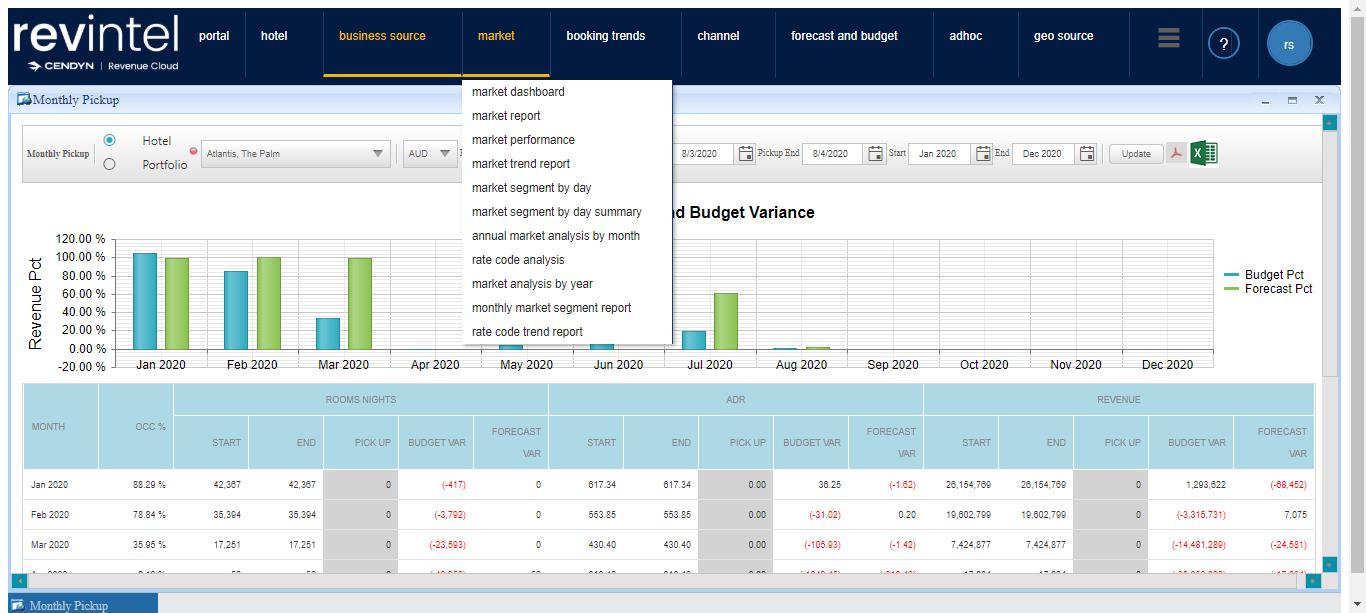 revintel
CENDYN | Revenue Cloud
portal
hotel
business source
market
booking trends
channel
forecast and budget
adhoc
geo source
?
rs
Monthly Pickup
market dashboard
market report
market performance
market trend report
market segment by day
market segment by day summary
annual market analysis by month
rate code analysis
market analysis by year
monthly market segment report
rate code trend report
Monthly Pickup
Hotel
Portfolio
Atlantis, The Palm
AUD
8/3/2020
Pickup End
8/4/2020
Start
Jan 2020
End
Dec 2020
Update
d Budget Variance
Revenue Pct
120.00 %
100.00 %
80.00 %
60.00 %
40.00 %
20.00 %
0.00 %
-20.00 %
Jan 2020 Feb 2020 Mar 2020 Apr 2020 May 2020 Jun 2020 Jul 2020 Aug 2020 Sep 2020 Oct 2020 Nov 2020 Dec 2020
Budget Pct
Forecast Pct
MONTH OCC % ROOMS NIGHTS ADR REVENUE
START END PICK UP BUDGET VAR FORECAST VAR START END PICK UP BUDGET VAR FORECAST VAR START END PICK UP BUDGET VAR FORECAST VAR
Jan 2020 88.29 % 42,367 42,367 0 (-417) 0 617.34 617.34 0.00 36.25 (-1.62) 26,154,769 26,154,769 0 1,293,622 (-68,452)
Feb 2020 78.84 % 35,394 35,394 0 (-3,792) 0 553.85 553.85 0.00 (-31.02) 0.20 19,602,799 19,602,799 0 (-3,316,731) 7,075
Mar 2020 35.95 % 17,251 17,251 0 (-23,593) 0 430.40 430.40 0.00 (-105.93) (-1.42) 7,424,877 7,424,877 0 (-14,481,289) (-24,581)
Monthly Pickup